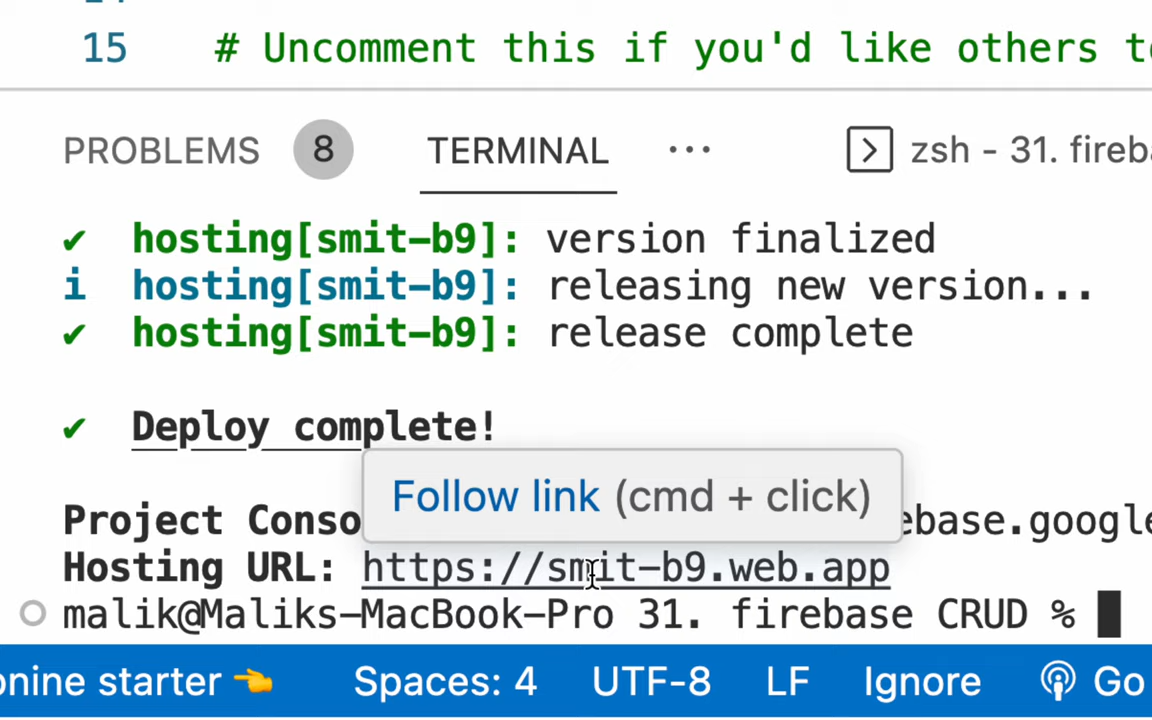 15 # Uncomment this if you'd like others to
PROBLEMS 8 TERMINAL ··· zsh - 31. fireb
✔ hosting[smit-b9]: version finalized
i hosting[smit-b9]: releasing new version...
✔ hosting[smit-b9]: release complete
✔ Deploy complete!
Follow link (cmd + click)
Project Conso ebase.google
Hosting URL: https://smit-b9.web.app
malik@Maliks-MacBook-Pro 31. firebase CRUD %
onine starter 👈 Spaces: 4 UTF-8 LF Ignore Go